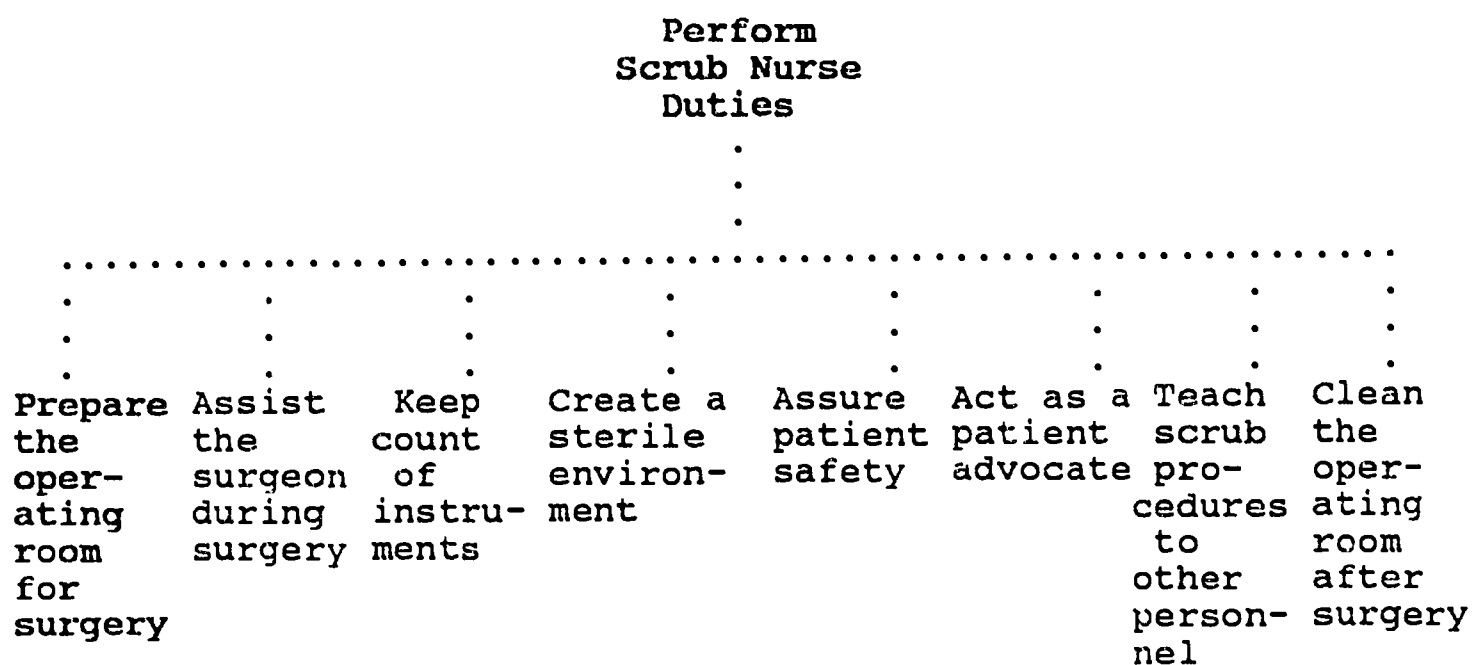 Perform
Scrub Nurse
Duties
Prepare
the
oper-
ating
room
for
surgery
Assist
the
surgeon
during
surgery
Keep
count
of
instru-
ments
Create a
sterile
environ-
ment
Assure
patient
safety
Act as a
patient
advocate
Teach
scrub
pro-
cedures
to
other
person-
nel
Clean
the
oper-
ating
room
after
surgery